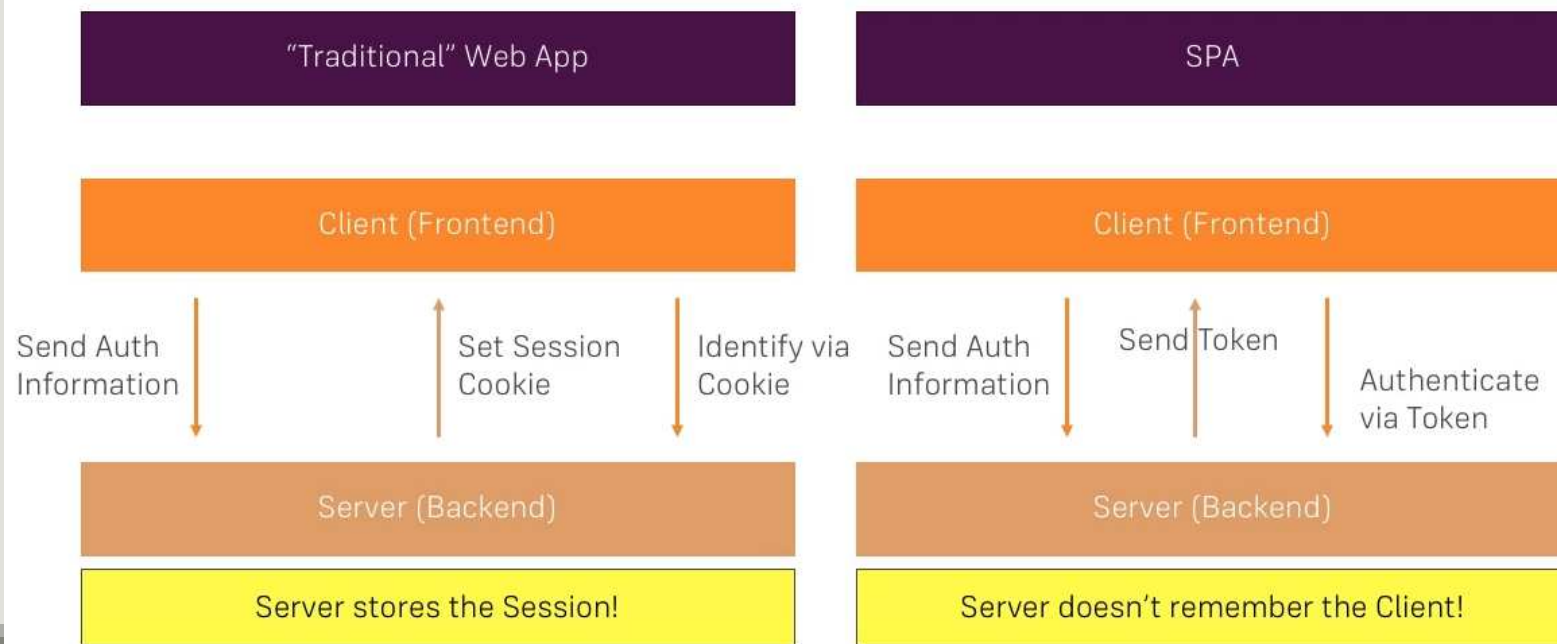 “Traditional” Web App
SPA
Client (Frontend)
Client (Frontend)
Send Auth
Information
Set Session
Cookie
Identify via
Cookie
Send Auth
Information
Send Token
Authenticate
via Token
Server (Backend)
Server (Backend)
Server stores the Session!
Server doesn’t remember the Client!